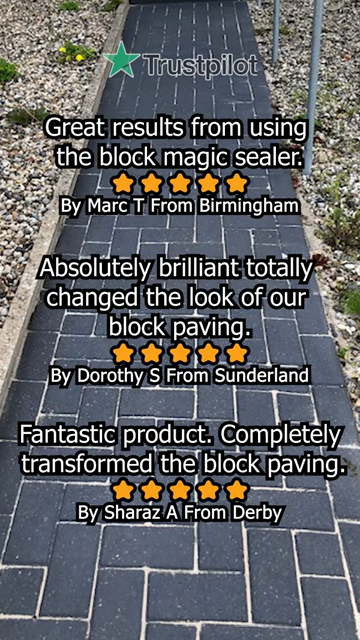 Trustpilot
Great results from using
the block magic sealer.
By Marc T From Birmingham
Absolutely brilliant totally
changed the look of our
block paving.
By Dorothy S From Sunderland
Fantastic product. Completely
transformed the block paving.
By Sharaz A From Derby